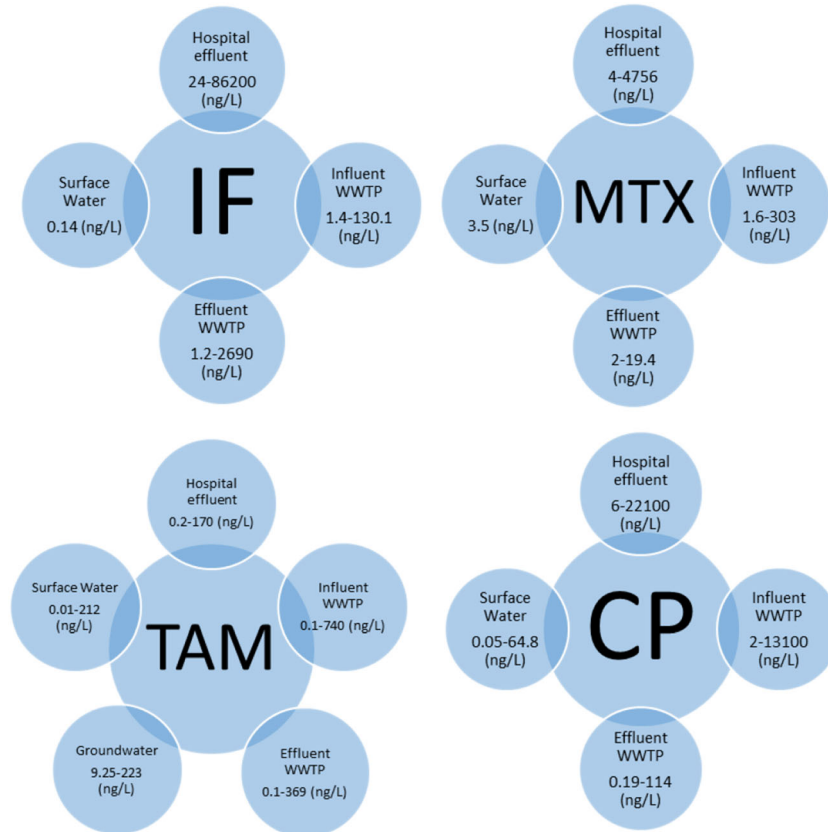 Hospital
effluent
24-86200
(ng/L)
Surface
Water
0.14 (ng/L)
IF
Influent
WWTP
1.4-130.1
(ng/L)
Effluent
WWTP
1.2-2690
(ng/L)
Hospital
effluent
4-4756
(ng/L)
Surface
Water
3.5 (ng/L)
MTX
Influent
WWTP
1.6-303
(ng/L)
Effluent
WWTP
2-19.4
(ng/L)
Hospital
effluent
0.2-170 (ng/L)
Surface Water
0.01-212
(ng/L)
TAM
Influent
WWTP
0.1-740 (ng/L)
Groundwater
9.25-223
(ng/L)
Effluent
WWTP
0.1-369 (ng/L)
Hospital
effluent
6-22100
(ng/L)
Surface
Water
0.05-64.8
(ng/L)
CP
Influent
WWTP
2-13100
(ng/L)
Effluent
WWTP
0.19-114
(ng/L)